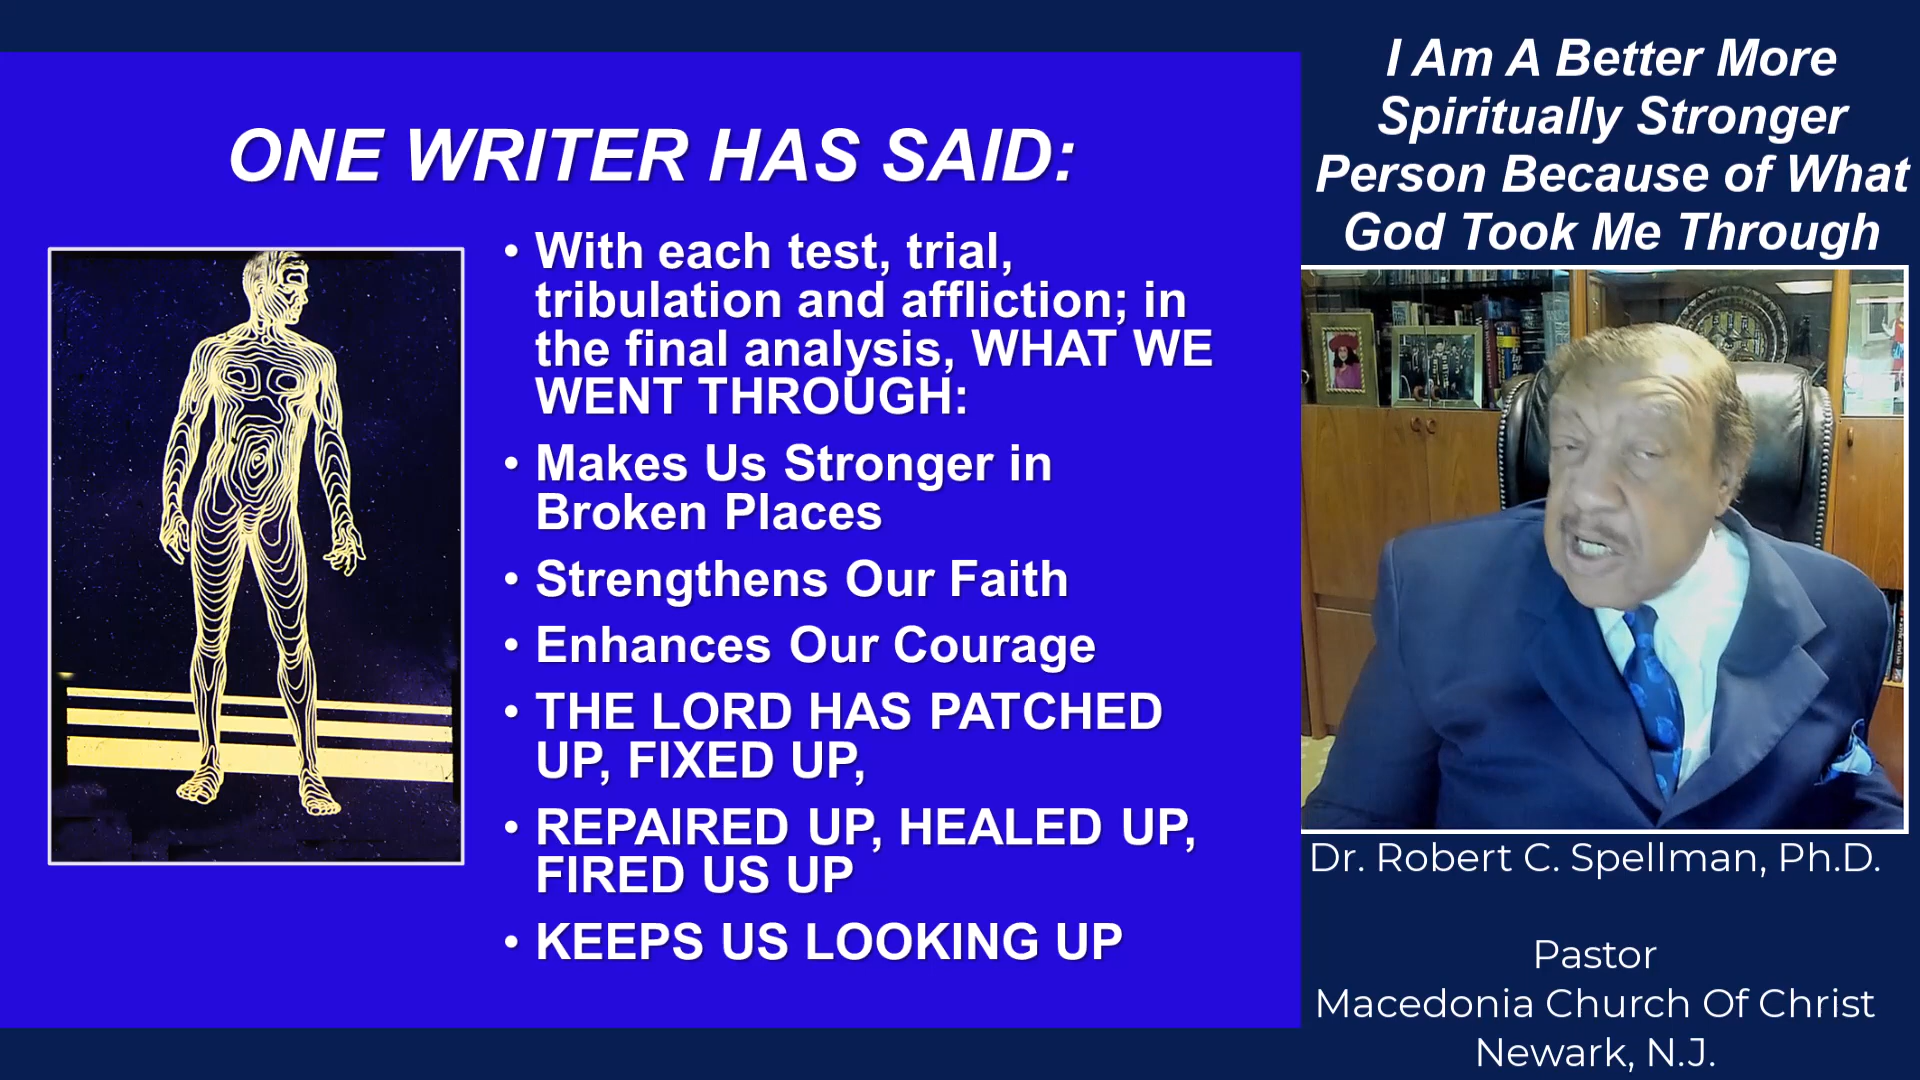 ONE WRITER HAS SAID:
• With each test, trial,
tribulation and affliction; in
the final analysis, WHAT WE
WENT THROUGH:
• Makes Us Stronger in
Broken Places
• Strengthens Our Faith
• Enhances Our Courage
• THE LORD HAS PATCHED
UP, FIXED UP,
• REPAIRED UP, HEALED UP,
FIRED US UP
• KEEPS US LOOKING UP
I Am A Better More
Spiritually Stronger
Person Because of What
God Took Me Through
Dr. Robert C. Spellman, Ph.D.
Pastor
Macedonia Church Of Christ
Newark, N.J.